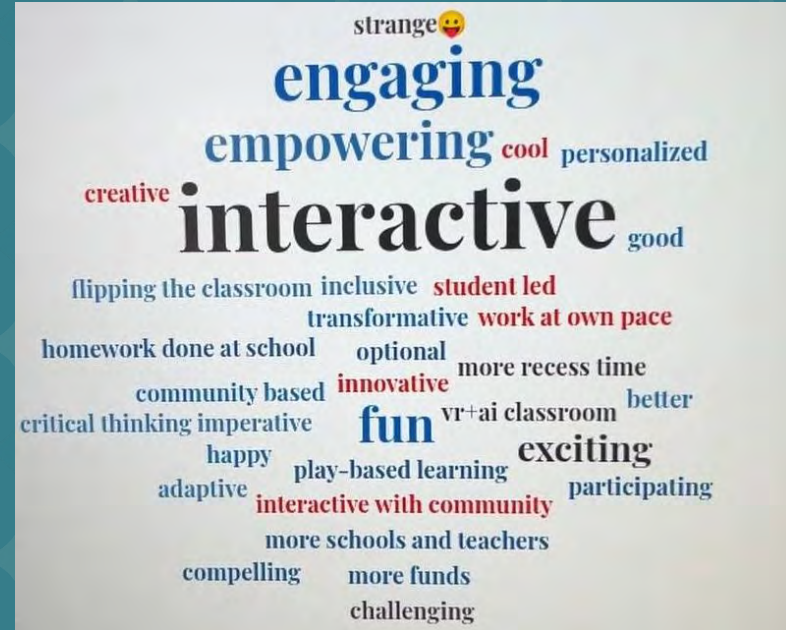 strange😛
engaging
empowering cool personalized
creative interactive good
flipping the classroom inclusive student led
transformative work at own pace
homework done at school optional more recess time
community based innovative better
critical thinking imperative fun vr+ai classroom
happy play-based learning exciting
adaptive interactive with community participating
more schools and teachers
compelling more funds
challenging